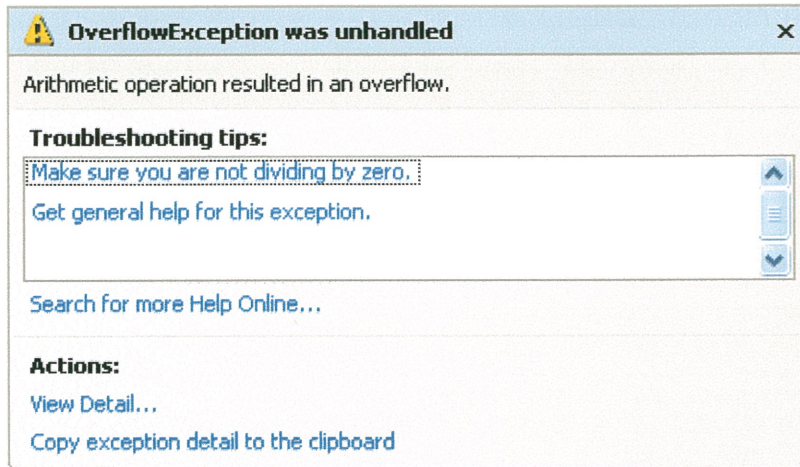 OverflowException was unhandled
Arithmetic operation resulted in an overflow.
Troubleshooting tips:
Make sure you are not dividing by zero.
Get general help for this exception.
Search for more Help Online...
Actions:
View Detail...
Copy exception detail to the clipboard